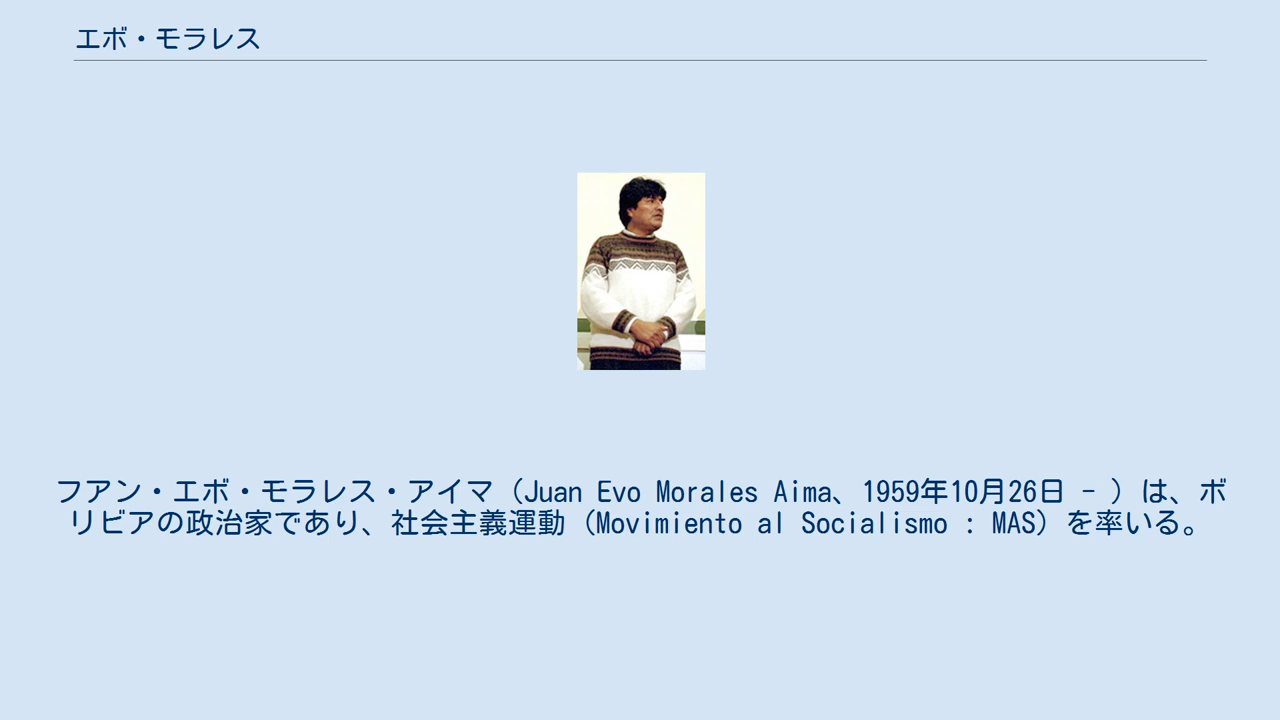 エボ・モラレス
フアン・エボ・モラレス・アイマ（Juan Evo Morales Aima、1959年10月26日 - ）は、ボ
リビアの政治家であり、社会主義運動（Movimiento al Socialismo : MAS）を率いる。